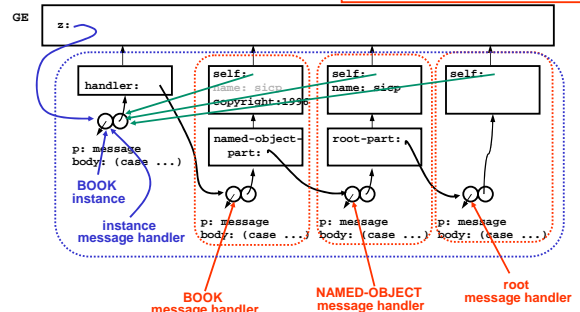 GE
z:
handler:
self:
name: sicp
copyright:1996
self:
name: sicp
self:
named-object-
part:
root-part:
p: message
body: (case ...)
p: message
body: (case ...)
p: message
body: (case ...)
p: message
body: (case ...)
BOOK
instance
instance
message handler
BOOK
message handler
NAMED-OBJECT
message handler
root
message handler